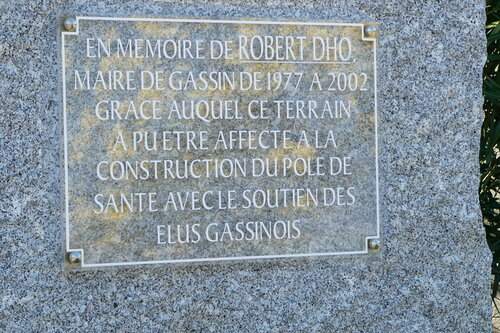 EN MEMOIRE DE ROBERT DHO
MAIRE DE GASSIN DE 1977 A 2002
GRACE AUQUEL CE TERRAIN
A PU ETRE AFFECTE A LA
CONSTRUCTION DU POLE DE
SANTE AVEC LE SOUTIEN DES
ELUS GASSINOIS